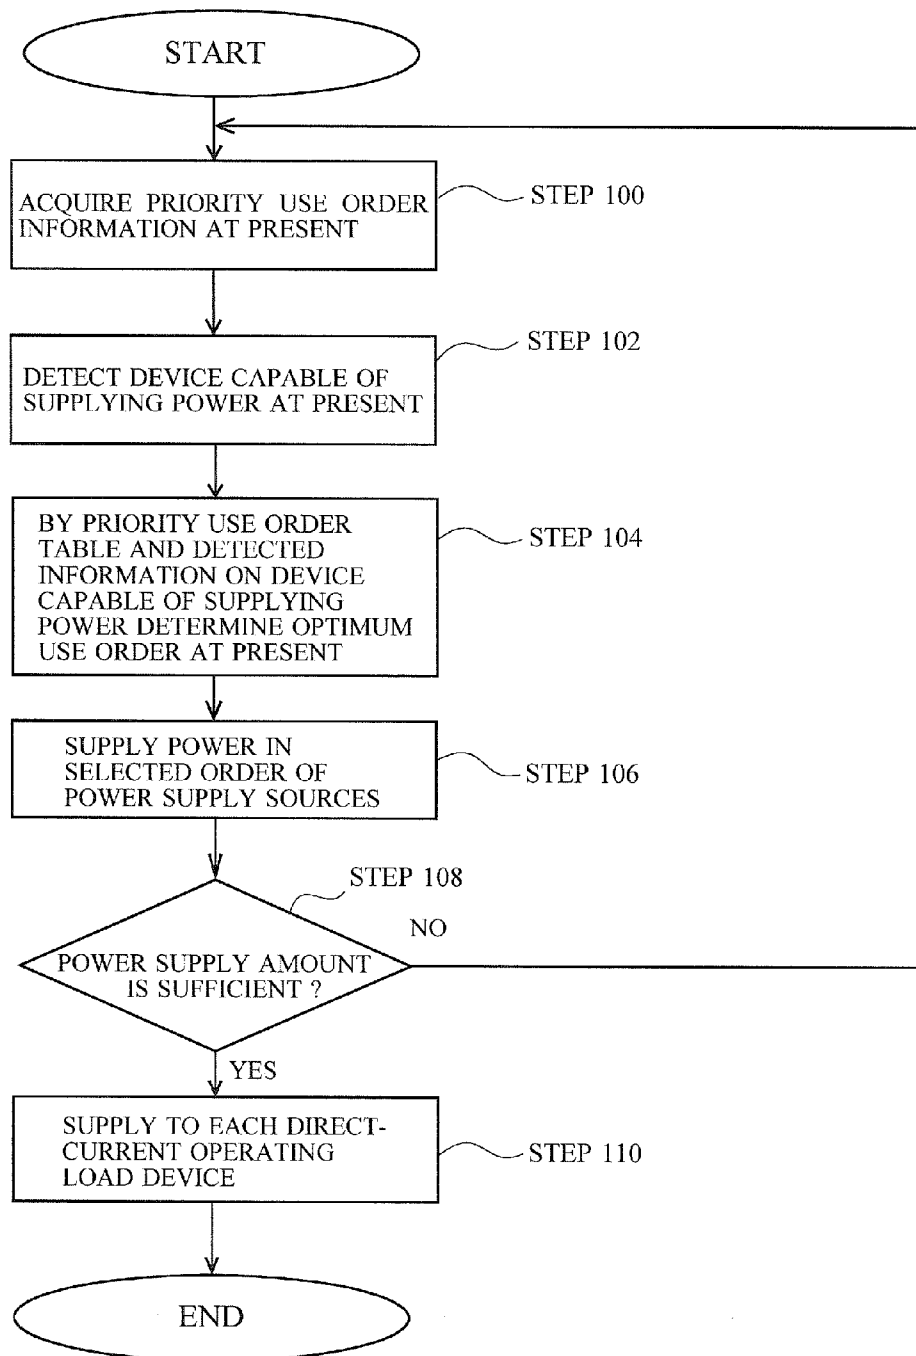 START
ACQUIRE PRIORITY USE ORDER
INFORMATION AT PRESENT
STEP 100
DETECT DEVICE CAPABLE OF
SUPPLYING POWER AT PRESENT
STEP 102
BY PRIORITY USE ORDER
TABLE AND DETECTED
INFORMATION ON DEVICE
CAPABLE OF SUPPLYING
POWER DETERMINE OPTIMUM
USE ORDER AT PRESENT
STEP 104
SUPPLY POWER IN
SELECTED ORDER OF
POWER SUPPLY SOURCES
STEP 106
STEP 108
POWER SUPPLY AMOUNT
IS SUFFICIENT ?
NO
YES
SUPPLY TO EACH DIRECT-
CURRENT OPERATING
LOAD DEVICE
STEP 110
END